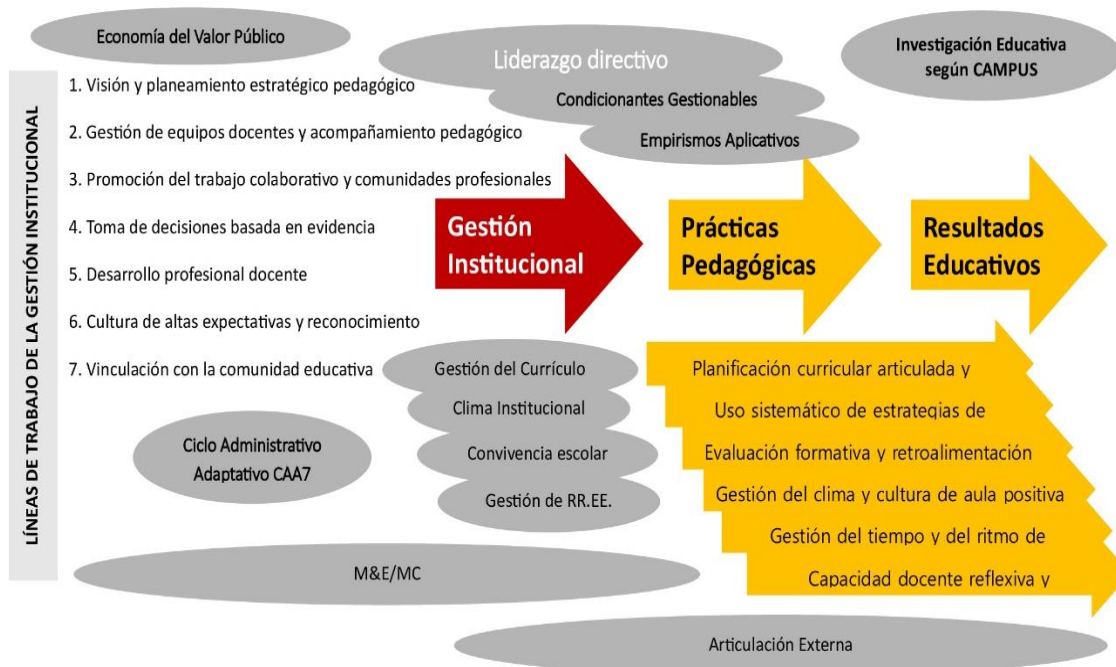 Economía del Valor Público
Liderazgo directivo
Investigación Educativa
según CAMPUS
Condicionantes Gestionables
Empirismos Aplicativos
LÍNEAS DE TRABAJO DE LA GESTIÓN INSTITUCIONAL
1. Visión y planeamiento estratégico pedagógico
2. Gestión de equipos docentes y acompañamiento pedagógico
3. Promoción del trabajo colaborativo y comunidades profesionales
4. Toma de decisiones basada en evidencia
5. Desarrollo profesional docente
6. Cultura de altas expectativas y reconocimiento
7. Vinculación con la comunidad educativa
Gestión
Institucional
Prácticas
Pedagógicas
Resultados
Educativos
Gestión del Currículo
Clima Institucional
Convivencia escolar
Gestión de RR.EE.
Planificación curricular articulada y
Uso sistemático de estrategias de
Evaluación formativa y retroalimentación
Gestión del clima y cultura de aula positiva
Gestión del tiempo y del ritmo de
Capacidad docente reflexiva y
Ciclo Administrativo
Adaptativo CAA7
M&E/MC
Articulación Externa